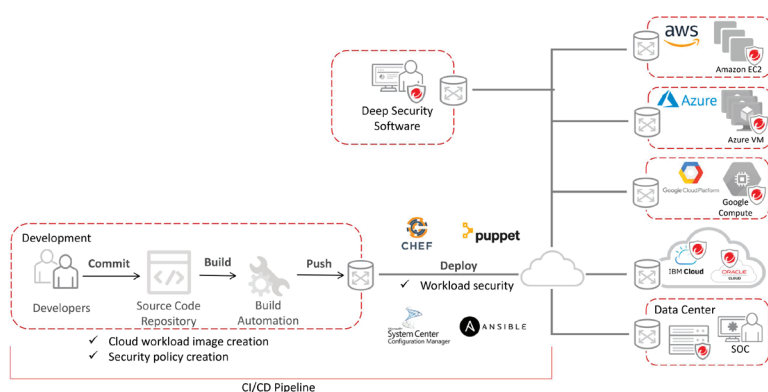 aws
Amazon EC2
Deep Security
Software
Azure
Azure VM
Google Cloud Platform
Google
Compute
CHEF
puppet
Development
Commit
Build
Push
Deploy
✓ Workload security
IBM Cloud
ORACLE
CLOUD
Developers
Source Code
Repository
Build
Automation
Microsoft
System Center
Configuration Manager
ANSIBLE
Data Center
SOC
✓ Cloud workload image creation
✓ Security policy creation
CI/CD Pipeline